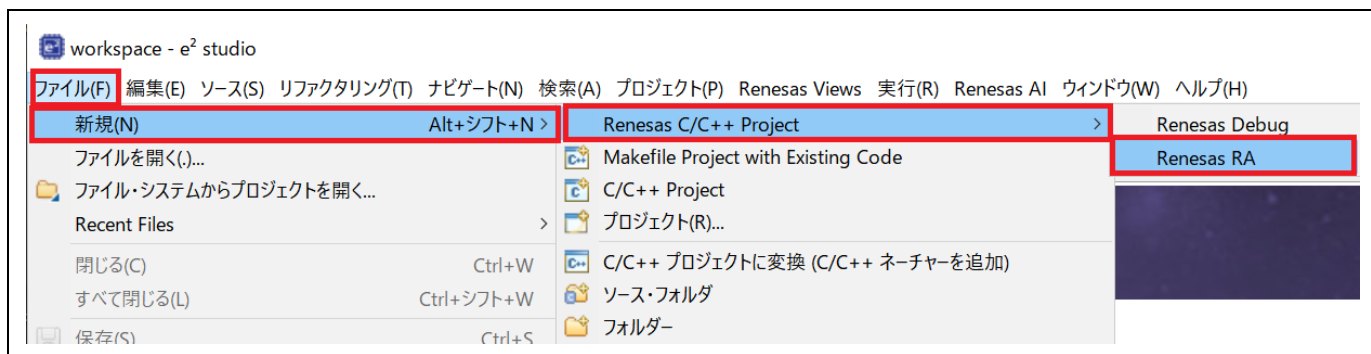 workspace - e² studio
ファイル(F) 編集(E) ソース(S) リファクタリング(T) ナビゲート(N) 検索(A) プロジェクト(P) Renesas Views 実行(R) Renesas AI ウィンドウ(W) ヘルプ(H)
新規(N) Alt+シフト+N > Renesas C/C++ Project > Renesas Debug
ファイルを開く(.)... Makefile Project with Existing Code Renesas RA
ファイル・システムからプロジェクトを開く... C/C++ Project
Recent Files > プロジェクト(R)...
閉じる(C) Ctrl+W C/C++ プロジェクトに変換 (C/C++ ネーチャーを追加)
すべて閉じる(L) Ctrl+シフト+W ソース・フォルダ
保存(S) Ctrl+S フォルダー